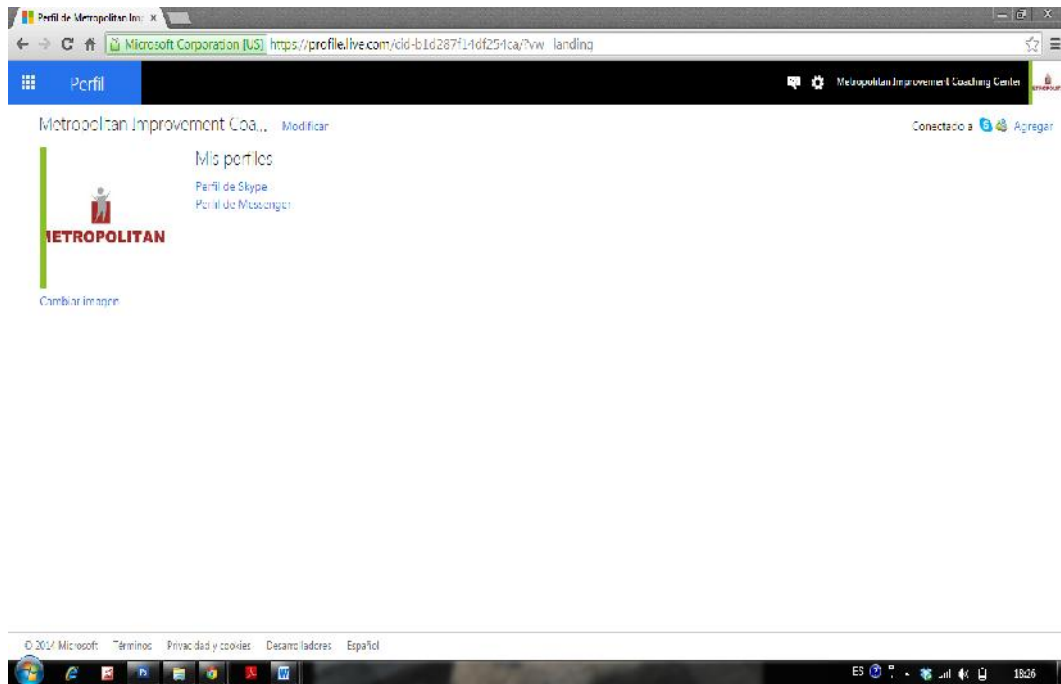 Perfil de Metropolitan Im
Microsoft Corporation [US] https://profile.live.com/cid-b1d287f14df254ca/?vw landing
Perfil
Metropolitan Improvement Coaching Center
Metropolitan Improvement Coa... Modificar
Conectado a Agregar
Mis perfiles
Perfil de Skype
Perfil de Messenger
METROPOLITAN
Cambiar imagen
© 2014 Microsoft Términos Privacidad y cookies Desarrolladores Español
ES 18:26